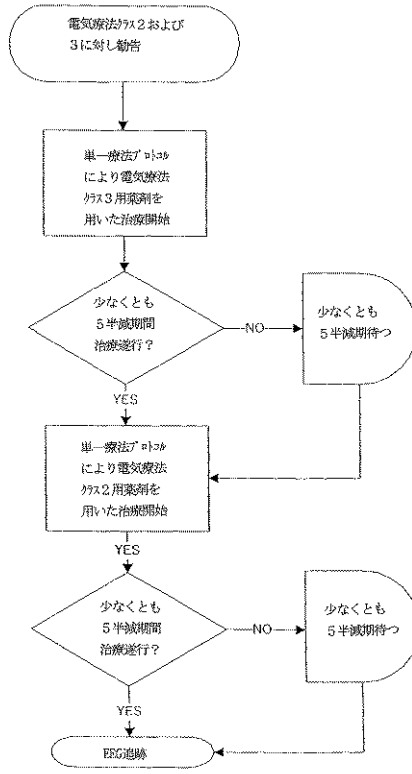 電気療法クラス2および
3に対し勧告
単一療法プロトコル
により電気療法
クラス3用薬剤を
用いた治療開始
少なくとも
5半減期間
治療遂行?
NO
少なくとも
5半減期待つ
YES
単一療法プロトコル
により電気療法
クラス2用薬剤を
用いた治療開始
YES
少なくとも
5半減期間
治療遂行?
NO
少なくとも
5半減期待つ
YES
EEG追跡